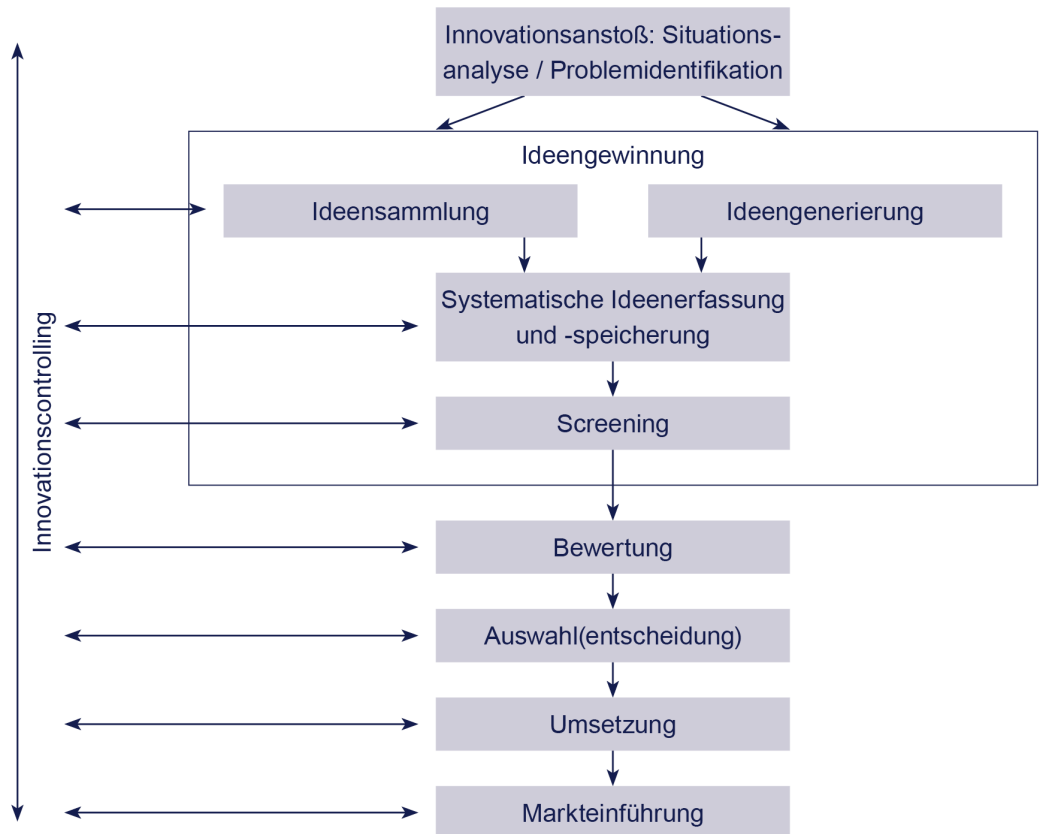 Innovationsanstoß: Situations-
analyse / Problemidentifikation
Ideengewinnung
Ideensammlung
Ideengenerierung
Systematische Ideenerfassung
und -speicherung
Screening
Innovationscontrolling
Bewertung
Auswahl(entscheidung)
Umsetzung
Markteinführung